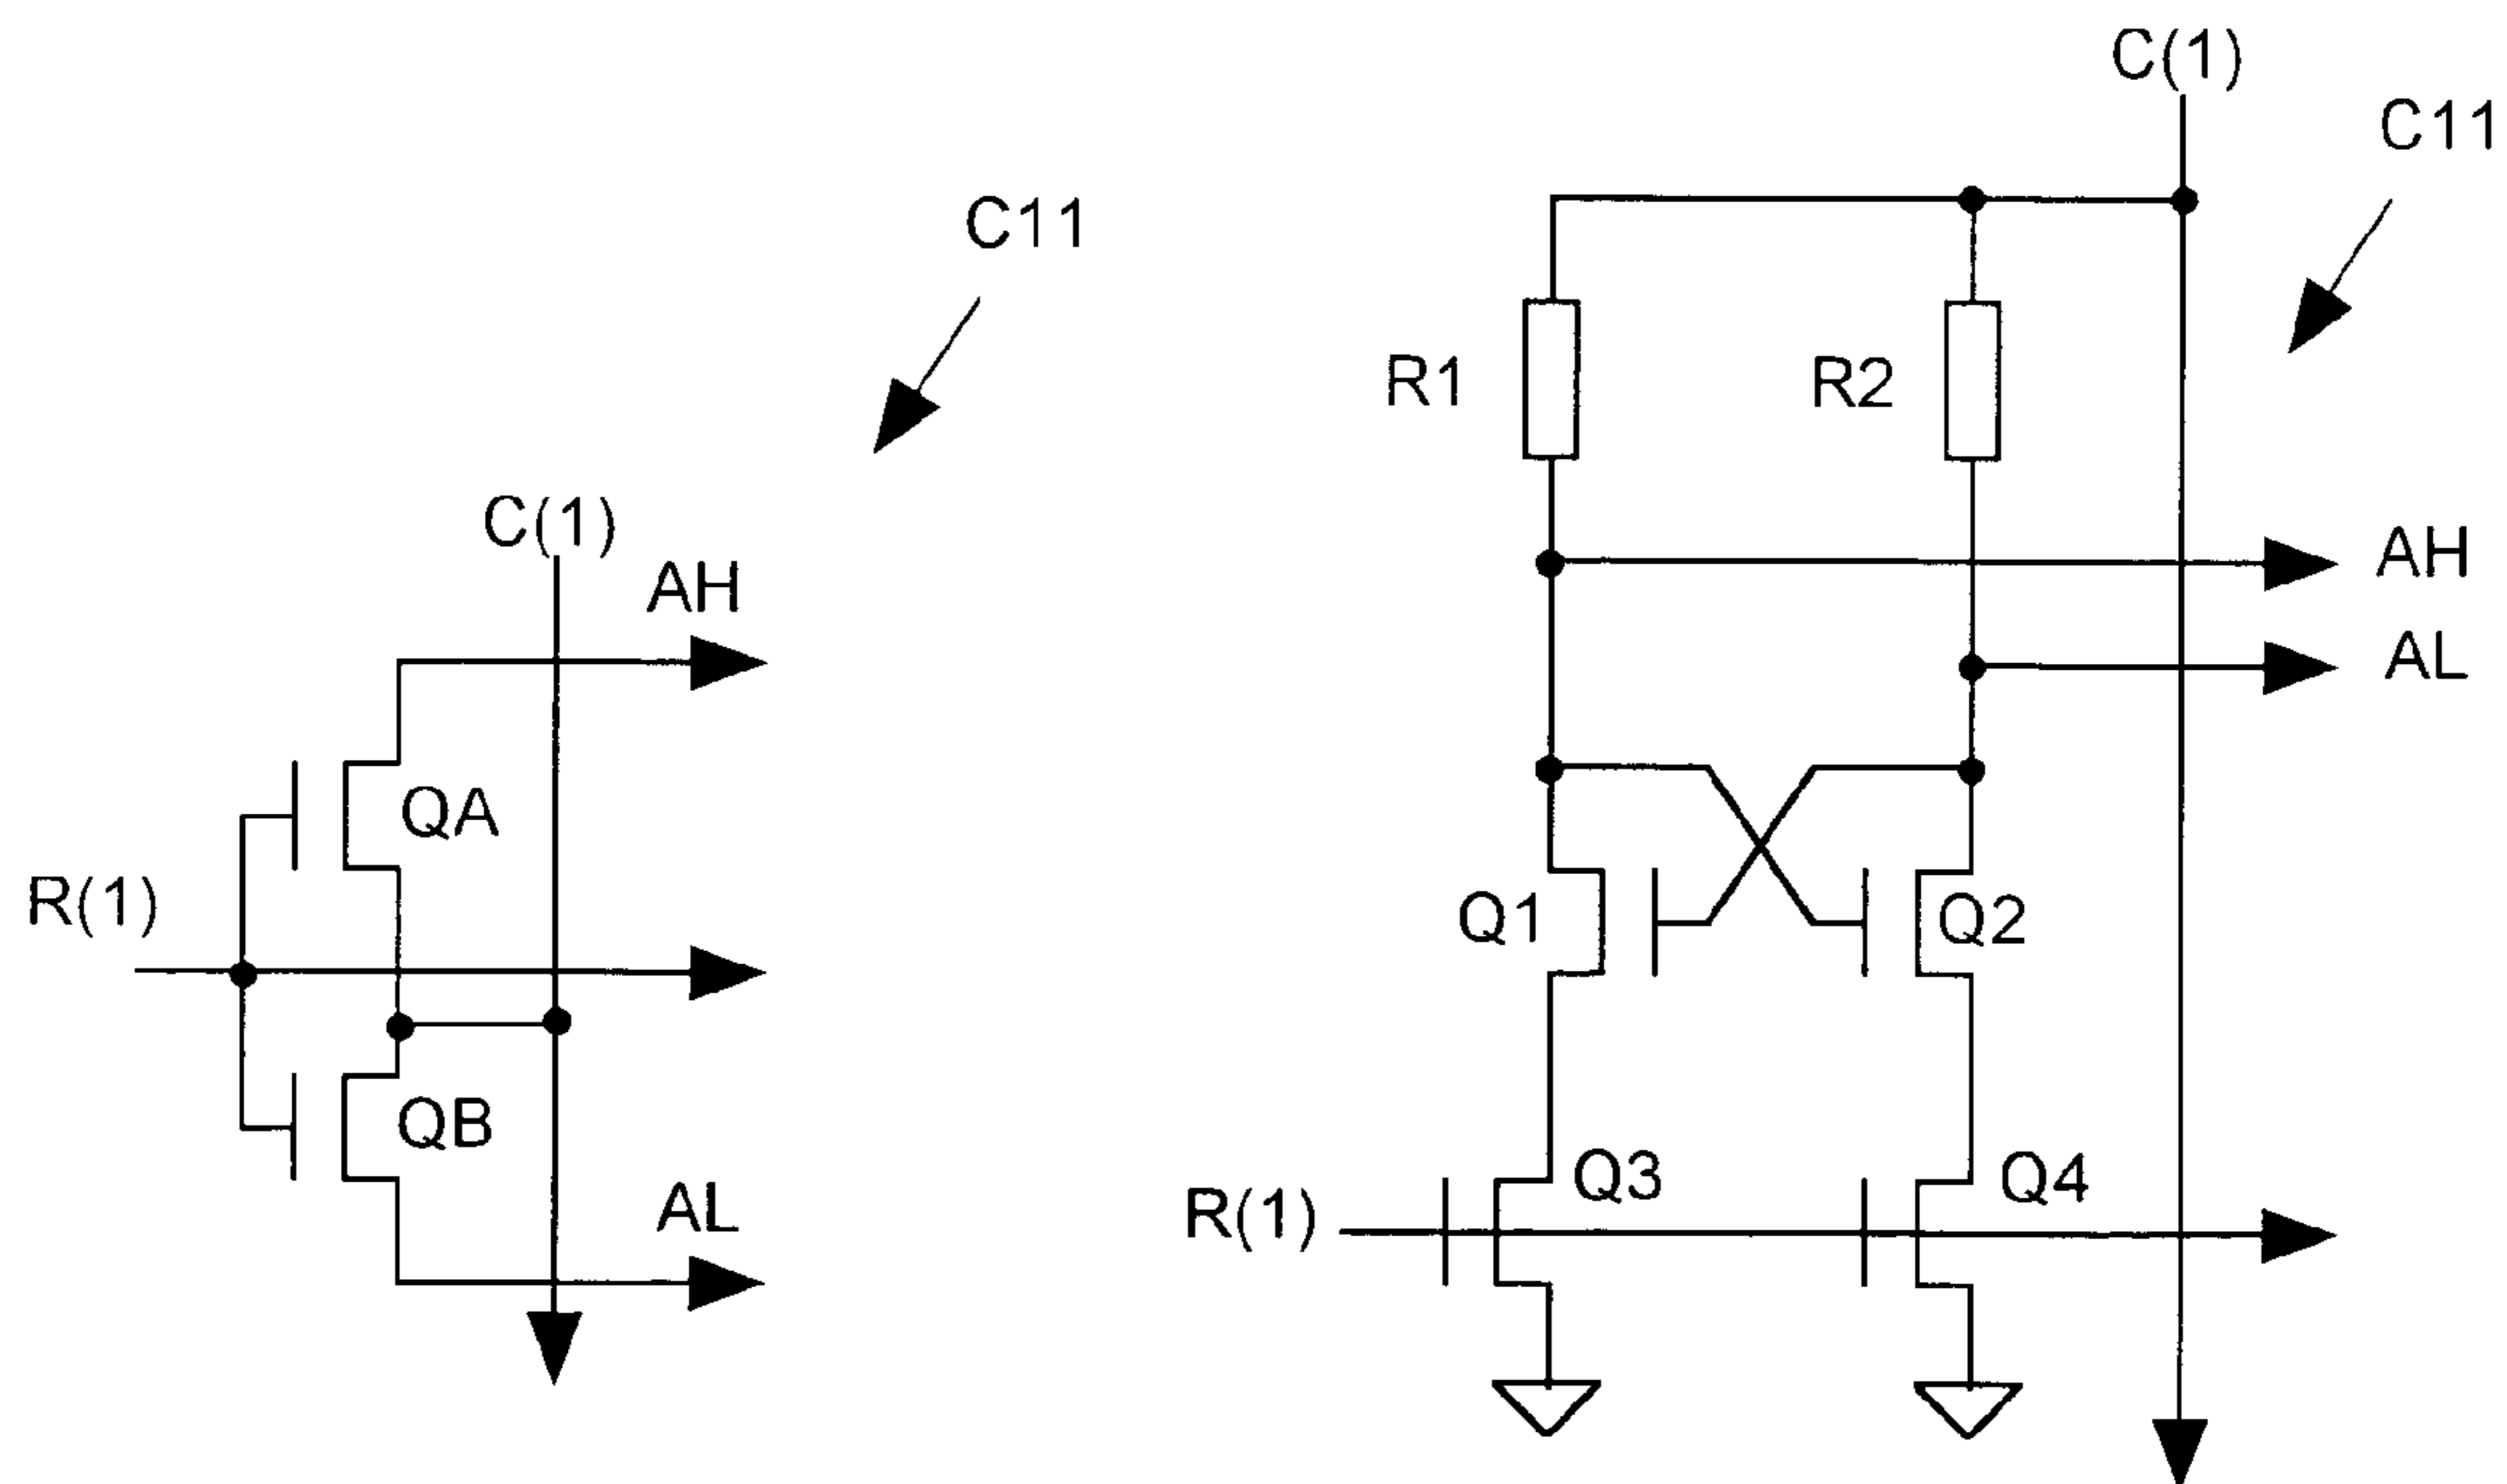 C11
C(1)
AH
QA
R(1)
QB
AL
C(1)
C11
R1
R2
AH
AL
Q1
Q2
Q3
Q4
R(1)